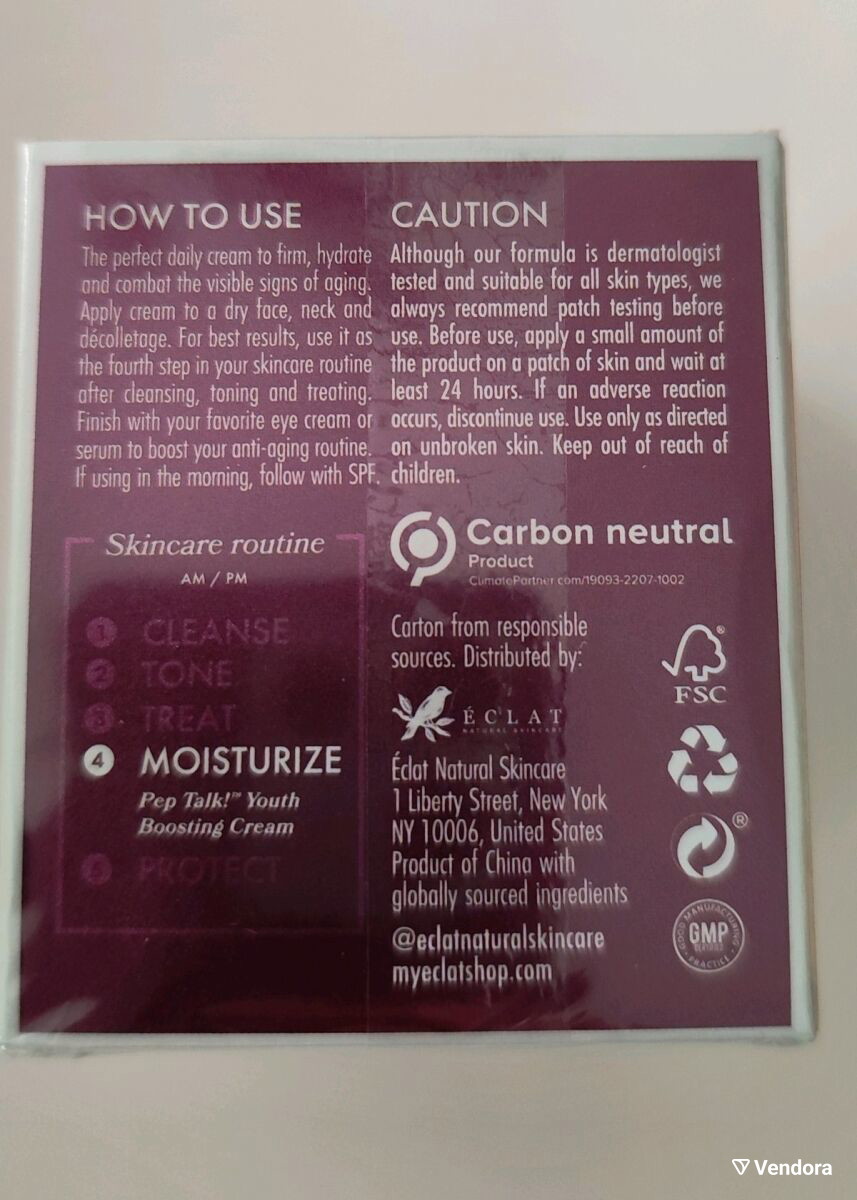 HOW TO USE
The perfect daily cream to firm, hydrate
and combat the visible signs of aging.
Apply cream to a dry face, neck and
décolletage. For best results, use it as
the fourth step in your skincare routine
after cleansing, toning and treating.
Finish with your favorite eye cream or
serum to boost your anti-aging routine.
If using in the morning, follow with SPF.
Skincare routine
AM / PM
1 CLEANSE
2 TONE
3 TREAT
4 MOISTURIZE
Pep Talk!™ Youth
Boosting Cream
PROTECT
CAUTION
Although our formula is dermatologist
tested and suitable for all skin types, we
always recommend patch testing before
use. Before use, apply a small amount of
the product on a patch of skin and wait at
least 24 hours. If an adverse reaction
occurs, discontinue use. Use only as directed
on unbroken skin. Keep out of reach of
children.
Carbon neutral
Product
ClimatePartner.com/19093-2207-1002
Carton from responsible
sources. Distributed by:
ÉCLAT
NATURAL SKINCARE
Éclat Natural Skincare
1 Liberty Street, New York
NY 10006, United States
Product of China with
globally sourced ingredients
@eclatnaturalskincare
myeclatshop.com
®
FSC
®
GOOD MANUFACTURING
GMP
CERTIFIED
PRACTICE
Vendora